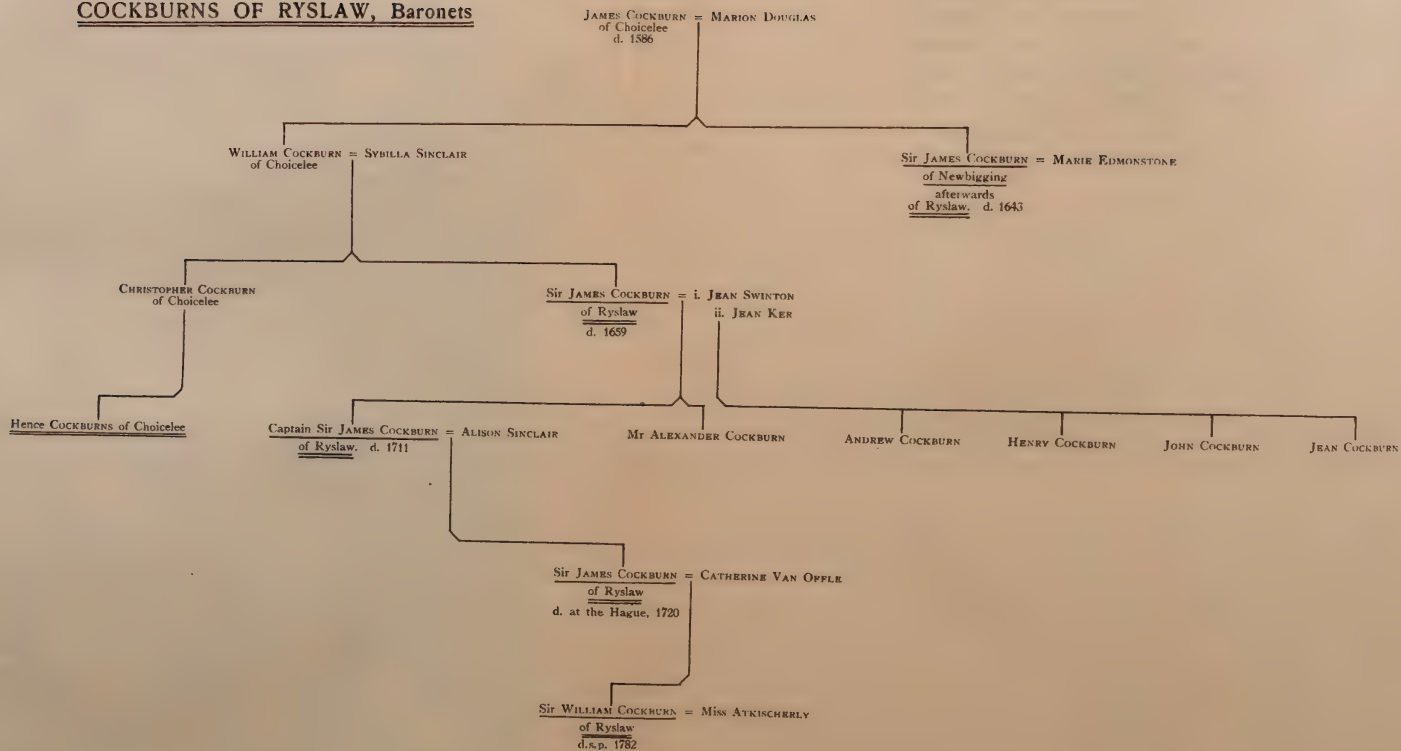 COCKBURNS OF RYSLAW, Baronets
JAMES COCKBURN = MARION DOUGLAS
of Choicelee
d. 1586
WILLIAM COCKBURN = SYBILLA SINCLAIR
of Choicelee
Sir JAMES COCKBURN = MARIE EDMONSTONE
of Newbigging
afterwards
of Ryslaw. d. 1643
CHRISTOPHER COCKBURN
of Choicelee
Sir JAMES COCKBURN = i. JEAN SWINTON
of Ryslaw
d. 1659
ii. JEAN KER
Hence COCKBURNS of Choicelee
Captain Sir JAMES COCKBURN = ALISON SINCLAIR
of Ryslaw. d. 1711
Mr ALEXANDER COCKBURN
ANDREW COCKBURN
HENRY COCKBURN
JOHN COCKBURN
JEAN COCKBURN
Sir JAMES COCKBURN = CATHERINE VAN OFFLE
of Ryslaw
d. at the Hague, 1720
Sir WILLIAM COCKBURN = MISS ATKISCHERLY
of Ryslaw
d.s.p. 1782